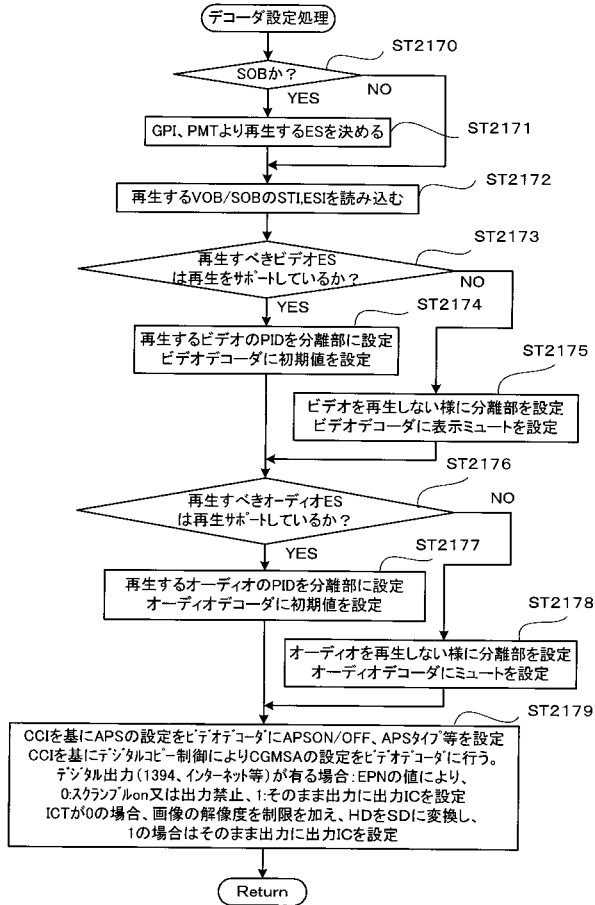 デコーダ設定処理
ST2170
SOBか?
NO
YES
GPI、PMTより再生するESを決める
ST2171
ST2172
再生するVOB/SOBのSTI,ESIを読み込む
ST2173
再生すべきビデオES
は再生をサポートしているか?
NO
YES
ST2174
再生するビデオのPIDを分離部に設定
ビデオデコーダに初期値を設定
ST2175
ビデオを再生しない様に分離部を設定
ビデオデコーダに表示ミュートを設定
ST2176
再生すべきオーディオES
は再生サポートしているか?
NO
YES
ST2177
再生するオーディオのPIDを分離部に設定
オーディオデコーダに初期値を設定
ST2178
オーディオを再生しない様に分離部を設定
オーディオデコーダにミュートを設定
ST2179
CCIを基にAPSの設定をビデオデコーダにAPSON/OFF、APSタイプ等を設定
CCIを基にデジタルコピー制御によりCGMSAの設定をビデオデコーダに行う。
デジタル出力(1394、インターネット等)が有る場合:EPNの値により、
0:スクランブルon又は出力禁止、1:そのまま出力に出力ICを設定
ICTが0の場合、画像の解像度を制限を加え、HDをSDに変換し、
1の場合はそのまま出力に出力ICを設定
Return